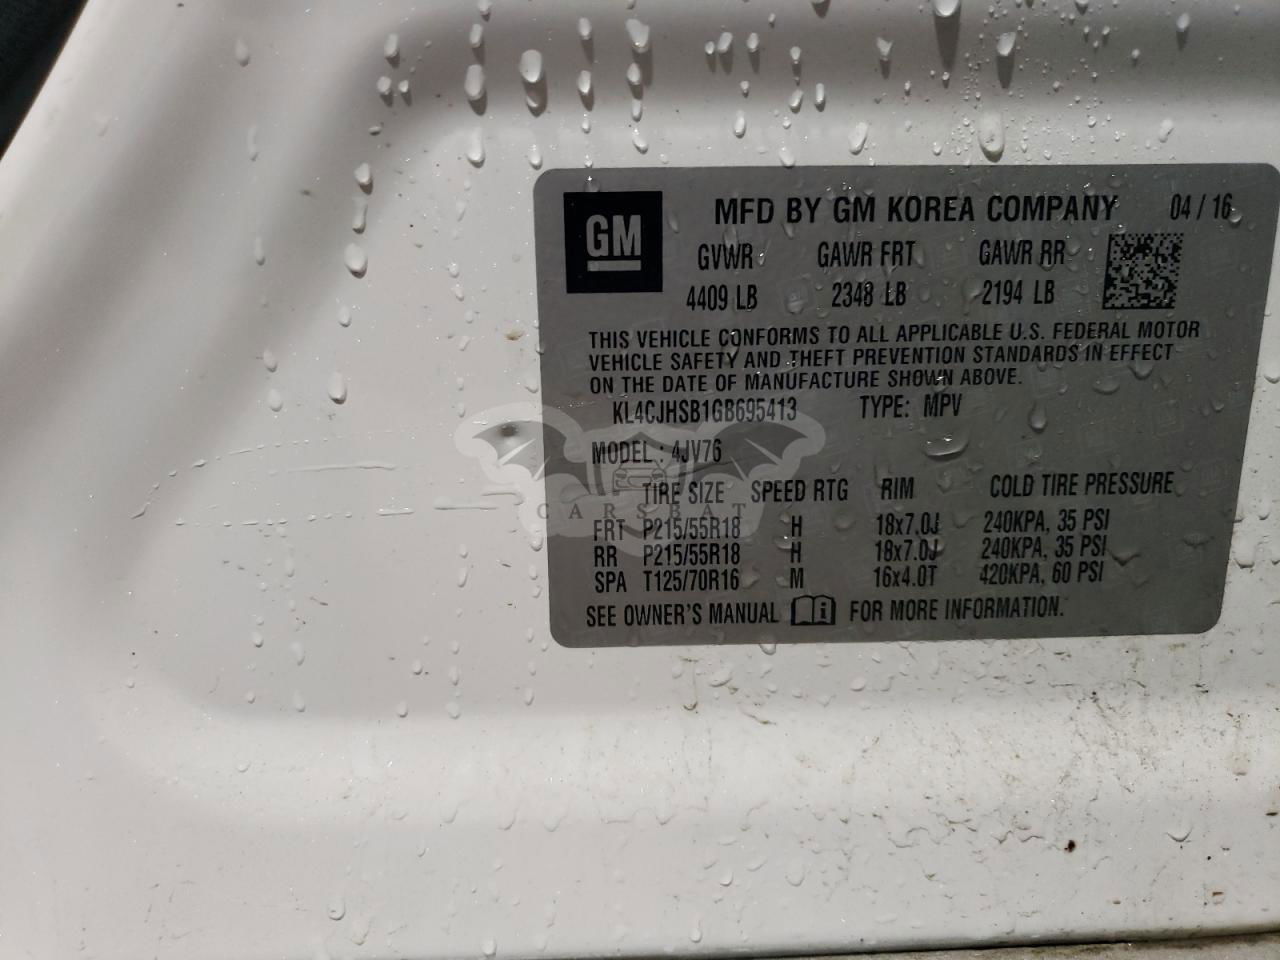 GM
MFD BY GM KOREA COMPANY 04 / 16
GVWR GAWR FRT GAWR RR
4409 LB 2348 LB 2194 LB
THIS VEHICLE CONFORMS TO ALL APPLICABLE U.S. FEDERAL MOTOR
VEHICLE SAFETY AND THEFT PREVENTION STANDARDS IN EFFECT
ON THE DATE OF MANUFACTURE SHOWN ABOVE.
KL4CJHSB1GB695413 TYPE: MPV
MODEL : 4JV76
TIRE SIZE SPEED RTG RIM COLD TIRE PRESSURE
CARSBAT
FRT P215/55R18 H 18x7.0J 240KPA, 35 PSI
RR P215/55R18 H 18x7.0J 240KPA, 35 PSI
SPA T125/70R16 M 16x4.0T 420KPA, 60 PSI
SEE OWNER'S MANUAL i FOR MORE INFORMATION.